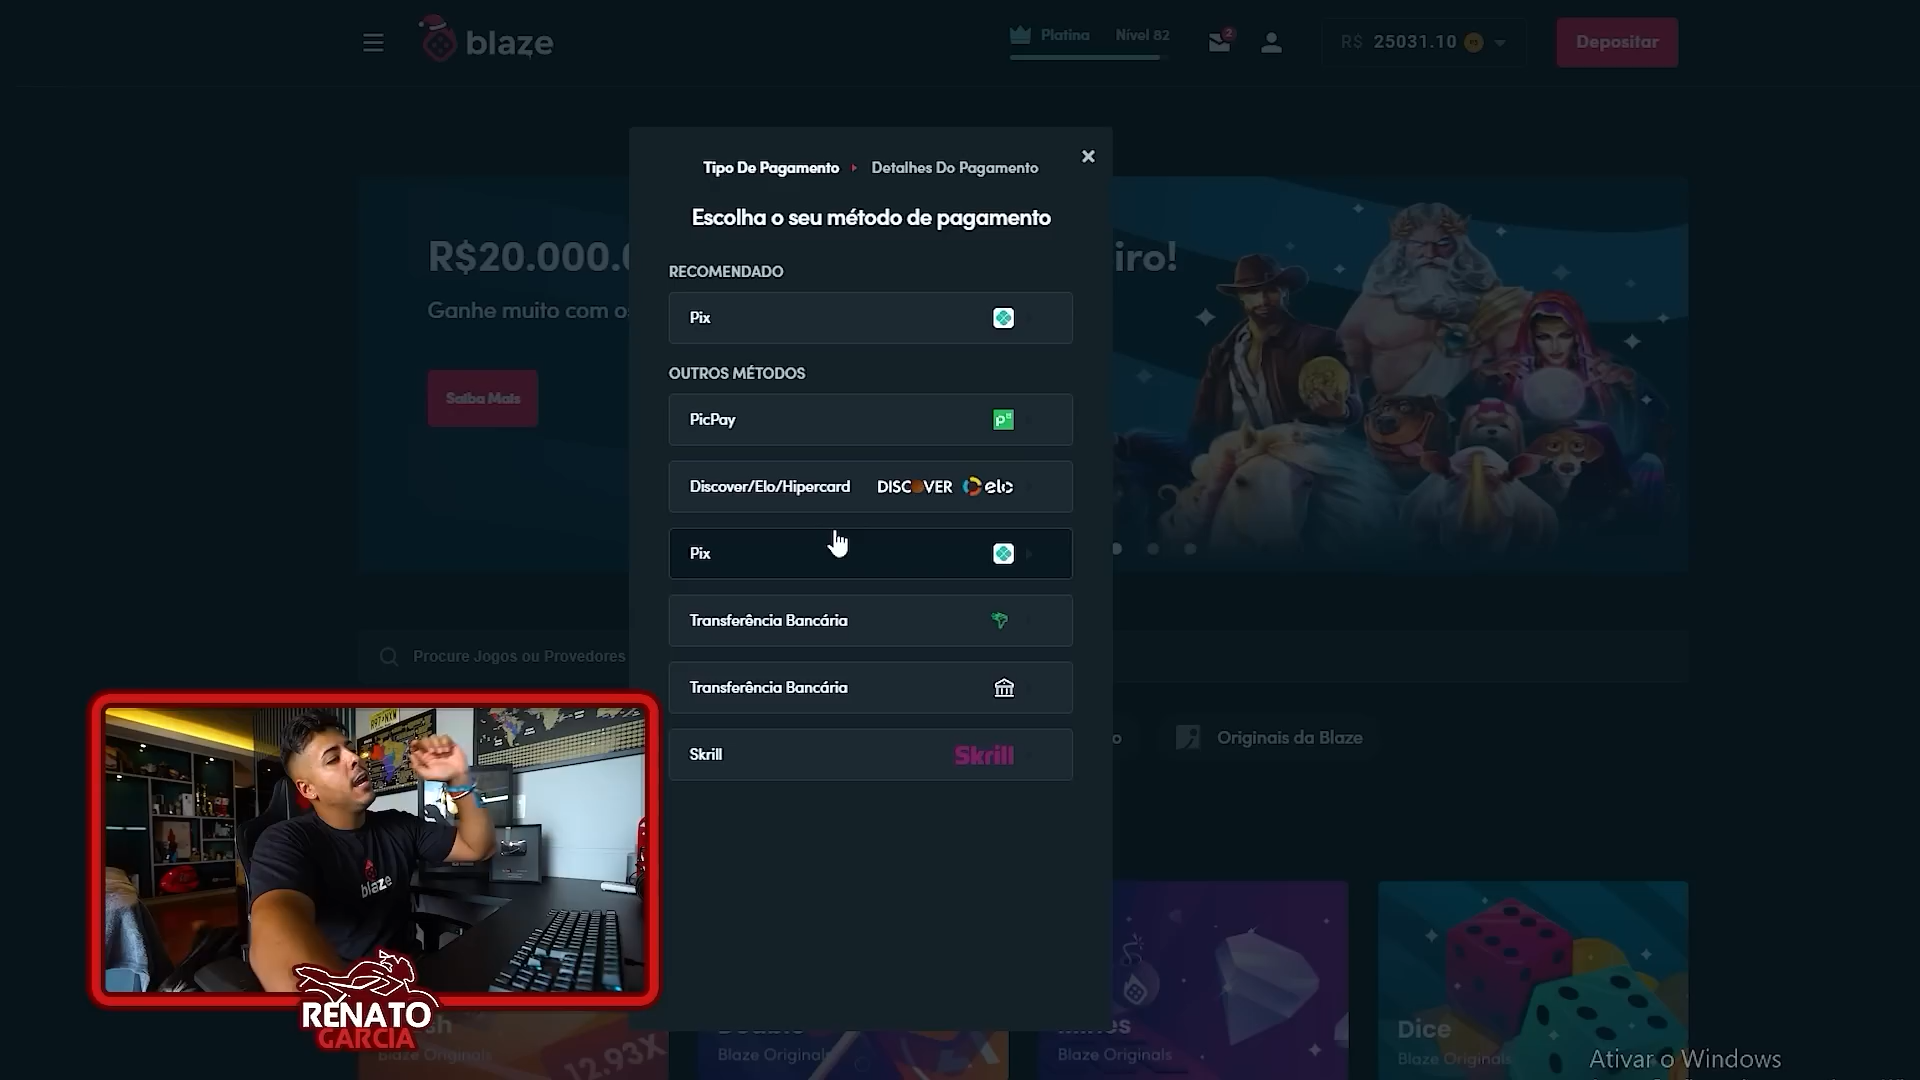 blaze
Platina
Nível 82
2
R$ 25031.10
Depositar
Tipo De Pagamento
Detalhes Do Pagamento
Escolha o seu método de pagamento
R$20.000.
iro!
Ganhe muito com o
Saiba Mais
RECOMENDADO
Pix
OUTROS MÉTODOS
PicPay
Discover/Elo/Hipercard
DISCOVER
elo
Pix
Transferência Bancária
Transferência Bancária
Skrill
Skrill
Procure Jogos ou Provedores
o
Originais da Blaze
blaze
RENATO
GARCIA
Blaze Originals
12.93X
Blaze Originals
Blaze Originals
Dice
Blaze Originals
Ativar o Windows